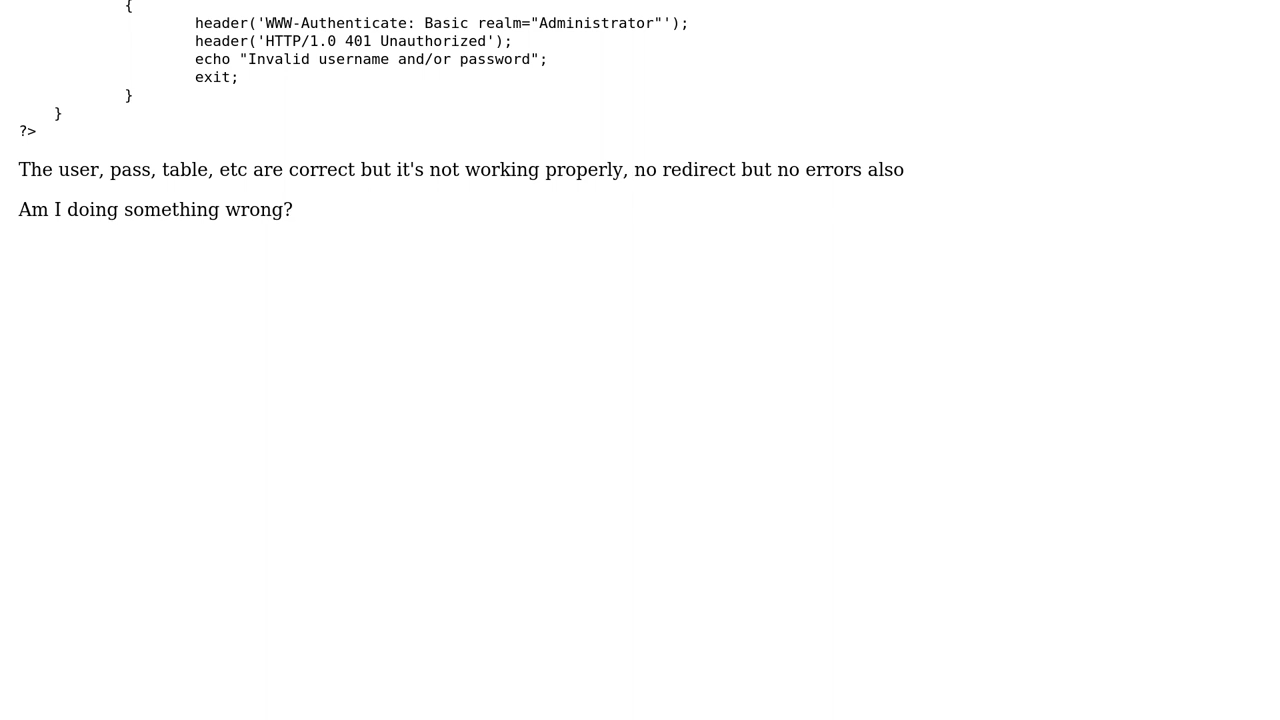 {
header('WWW-Authenticate: Basic realm="Administrator"');
header('HTTP/1.0 401 Unauthorized');
echo "Invalid username and/or password";
exit;
}
}
?>
The user, pass, table, etc are correct but it's not working properly, no redirect but no errors also
Am I doing something wrong?